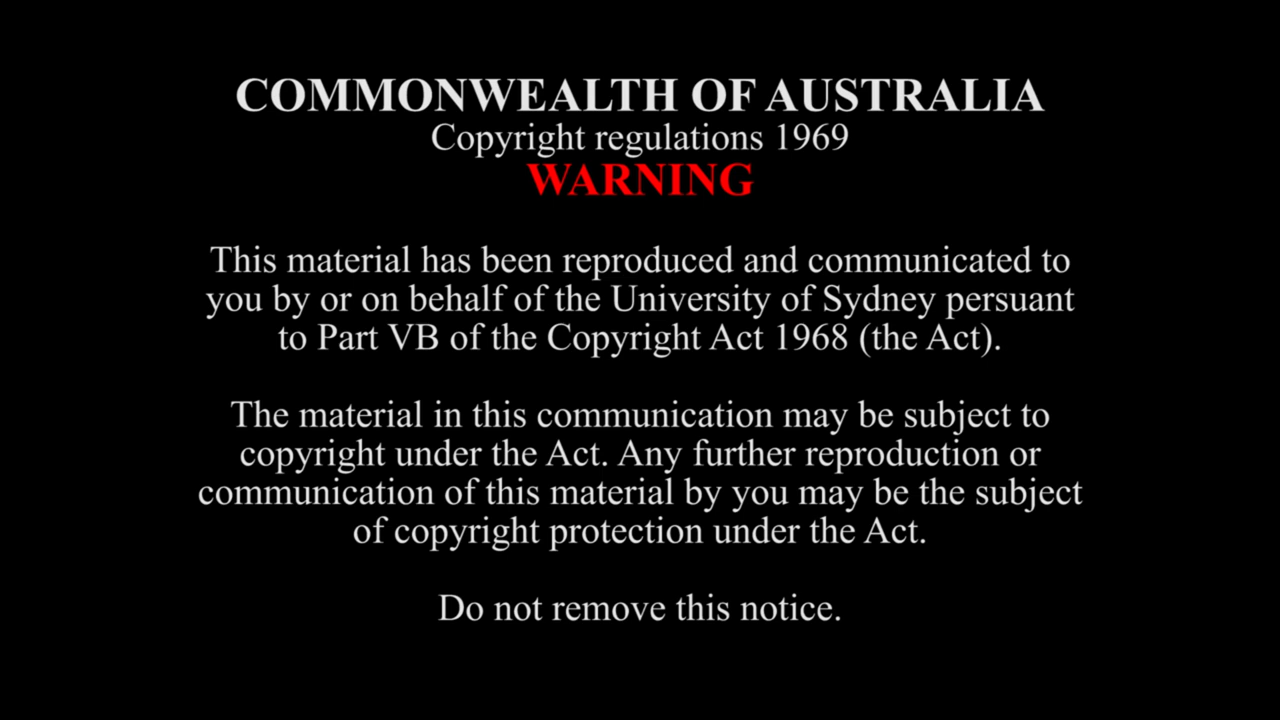 COMMONWEALTH OF AUSTRALIA
Copyright regulations 1969
WARNING
This material has been reproduced and communicated to
you by or on behalf of the University of Sydney persuant
to Part VB of the Copyright Act 1968 (the Act).
The material in this communication may be subject to
copyright under the Act. Any further reproduction or
communication of this material by you may be the subject
of copyright protection under the Act.
Do not remove this notice.